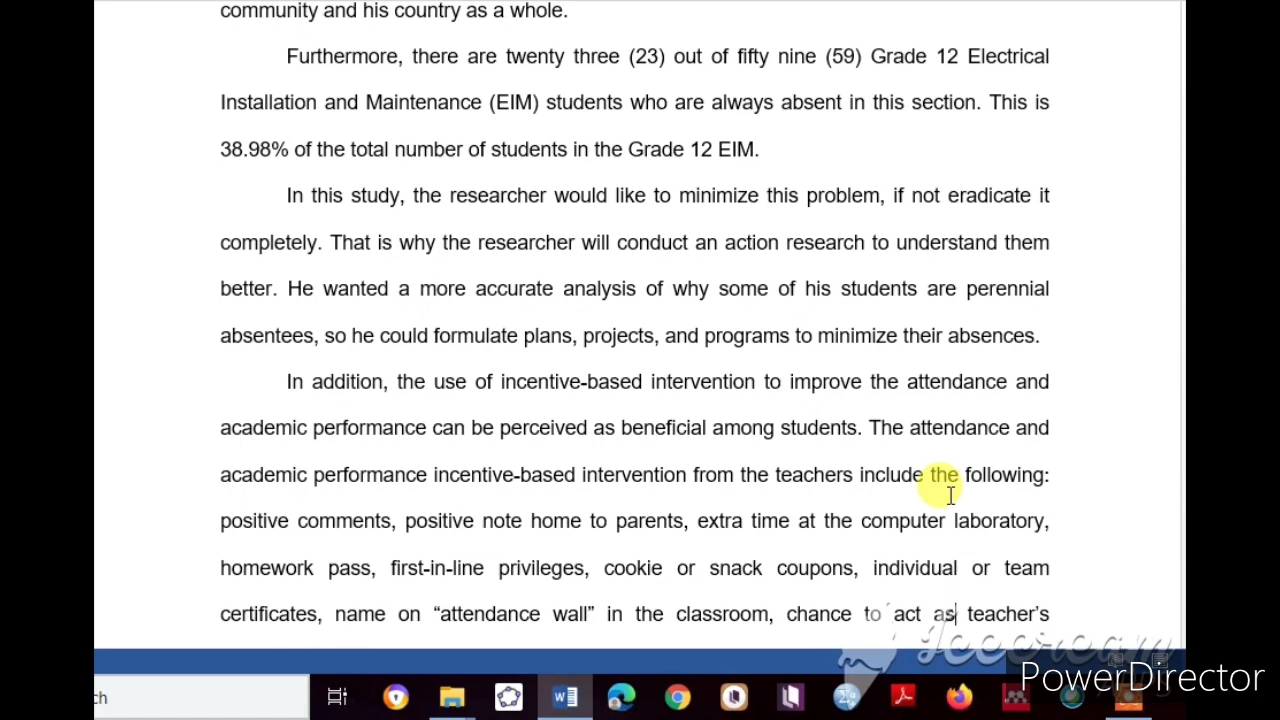 community and his country as a whole.
Furthermore, there are twenty three (23) out of fifty nine (59) Grade 12 Electrical
Installation and Maintenance (EIM) students who are always absent in this section. This is
38.98% of the total number of students in the Grade 12 EIM.
In this study, the researcher would like to minimize this problem, if not eradicate it
completely. That is why the researcher will conduct an action research to understand them
better. He wanted a more accurate analysis of why some of his students are perennial
absentees, so he could formulate plans, projects, and programs to minimize their absences.
In addition, the use of incentive-based intervention to improve the attendance and
academic performance can be perceived as beneficial among students. The attendance and
academic performance incentive-based intervention from the teachers include the following:
positive comments, positive note home to parents, extra time at the computer laboratory,
homework pass, first-in-line privileges, cookie or snack coupons, individual or team
certificates, name on “attendance wall” in the classroom, chance to act as teacher’s
Icecream
PowerDirector
ch